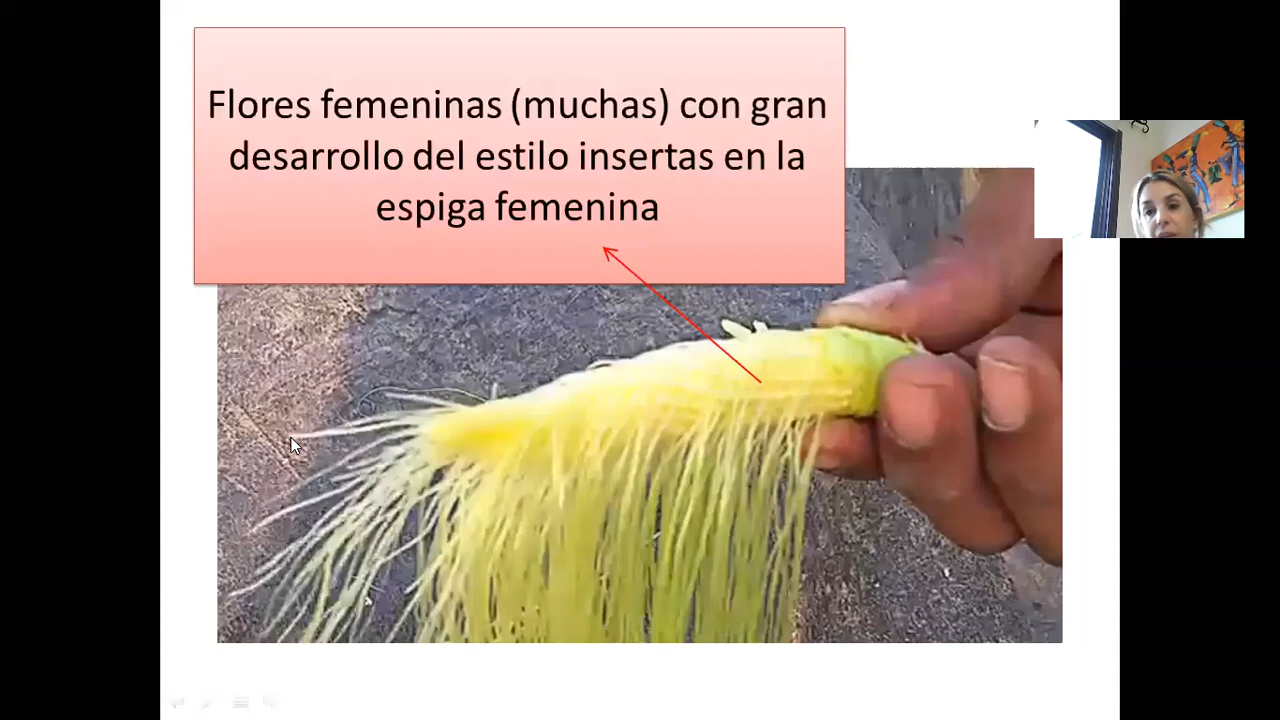 Flores femeninas (muchas) con gran
desarrollo del estilo insertas en la
espiga femenina